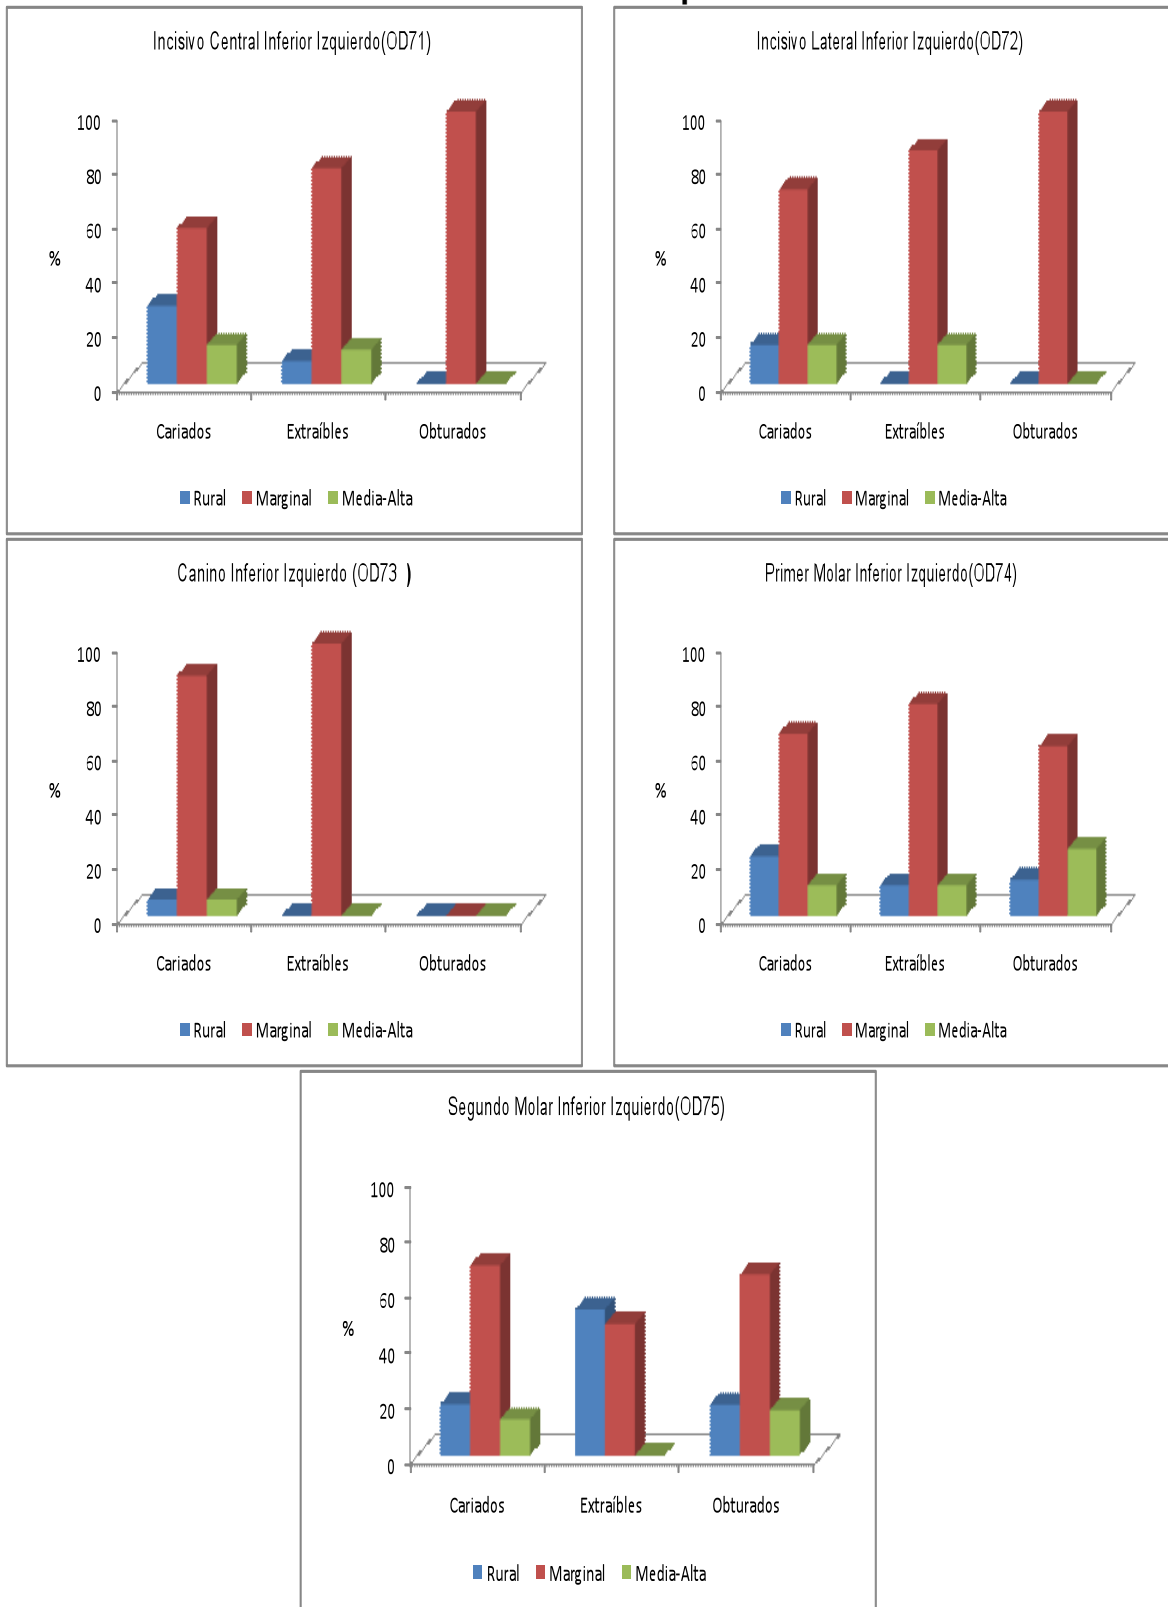 Incisivo Central Inferior Izquierdo(OD71)
100
80
60
%
40
20
0
Cariados Extraíbles Obturados
Rural Marginal Media-Alta
Incisivo Lateral Inferior Izquierdo(OD72)
100
80
60
%
40
20
0
Cariados Extraíbles Obturados
Rural Marginal Media-Alta
Canino Inferior Izquierdo (OD73 )
100
80
60
%
40
20
0
Cariados Extraíbles Obturados
Rural Marginal Media-Alta
Primer Molar Inferior Izquierdo(OD74)
100
80
60
%
40
20
0
Cariados Extraíbles Obturados
Rural Marginal Media-Alta
Segundo Molar Inferior Izquierdo(OD75)
100
80
60
%
40
20
0
Cariados Extraíbles Obturados
Rural Marginal Media-Alta